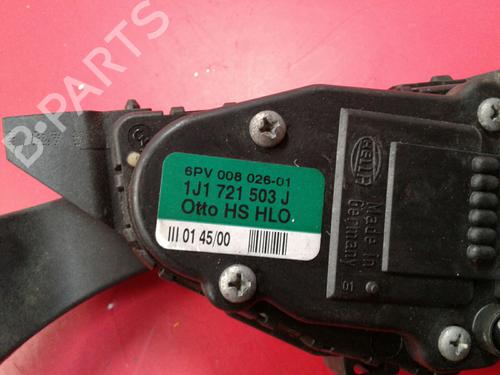 B-PARTS
6PV 008 026-01
1J1 721 503 J
Otto HS HLO
III 01 45/00
HELLA
Made in
Germany